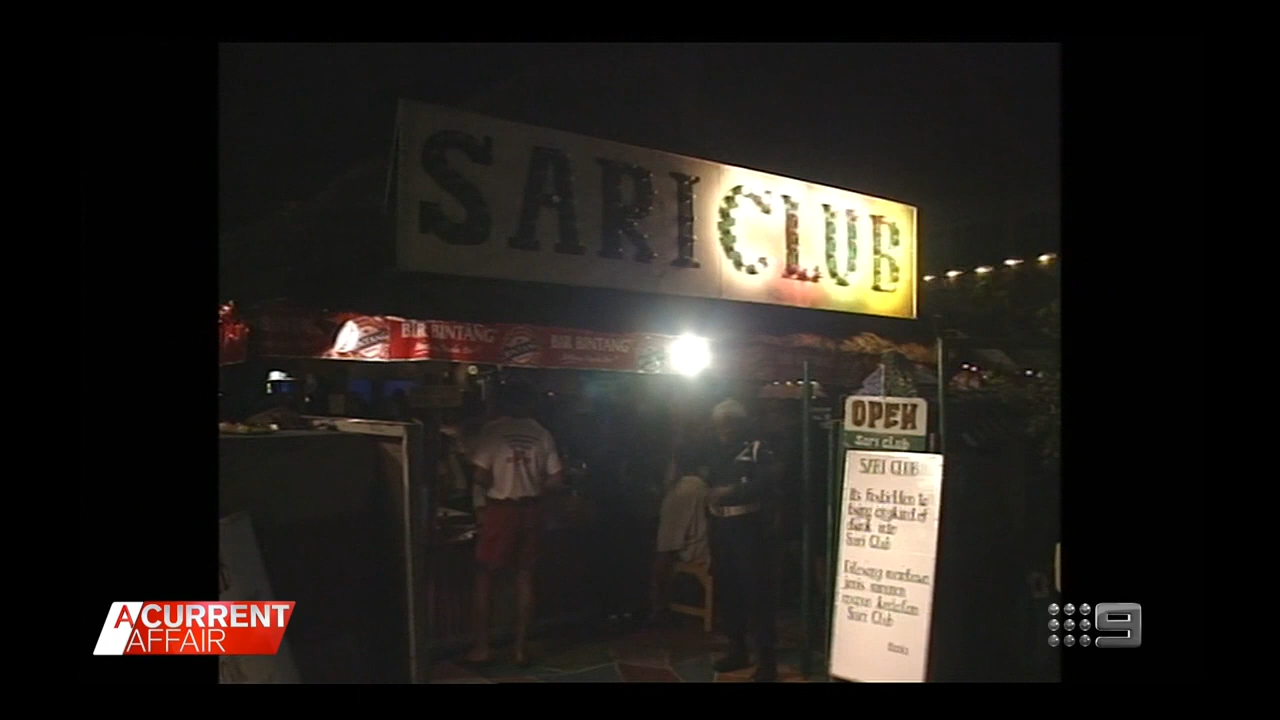 SARI CLUB
BIR BINTANG BIR BINTANG
OPEN
Sari Club
SARI CLUB
Its forbidden to
bring any kind of
drink into
Sari Club
Dilarang membawa
jenis minuman
apapun kedalam
Sari Club
A CURRENT
AFFAIR
9